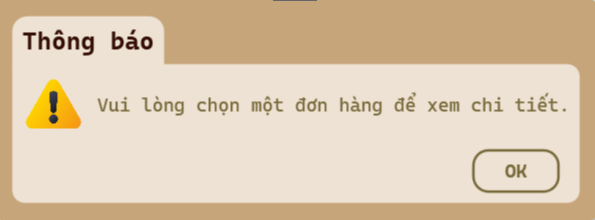 Thông báo
Vui lòng chọn một đơn hàng để xem chi tiết.
OK